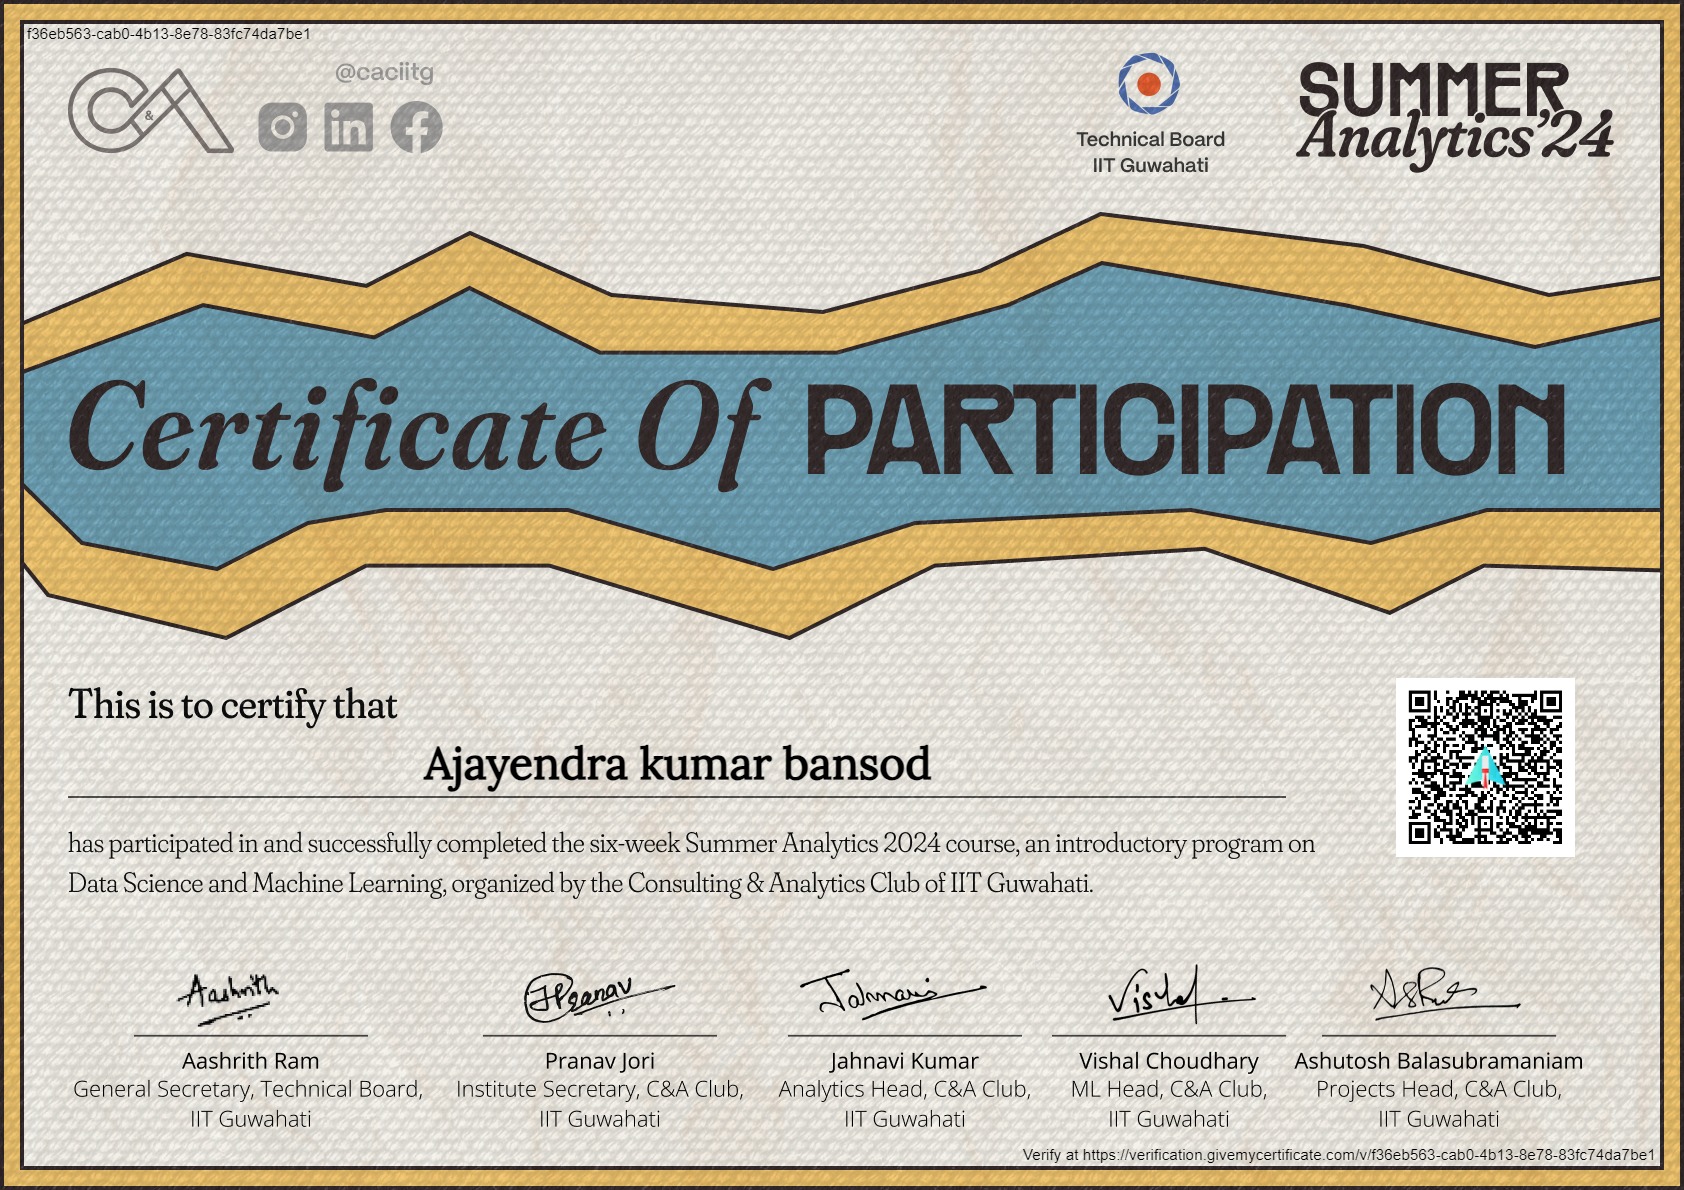 f36eb563-cab0-4b13-8e78-83fc74da7be1
C&A
@caciitg
in
Technical Board
IIT Guwahati
SUMMER
Analytics'24
Certificate Of PARTICIPATION
This is to certify that
Ajayendra kumar bansod
has participated in and successfully completed the six-week Summer Analytics 2024 course, an introductory program on
Data Science and Machine Learning, organized by the Consulting & Analytics Club of IIT Guwahati.
Aashrith
Pranav
Jahnavi
Vishal
Aashrith Ram
General Secretary, Technical Board,
IIT Guwahati
Pranav Jori
Institute Secretary, C&A Club,
IIT Guwahati
Jahnavi Kumar
Analytics Head, C&A Club,
IIT Guwahati
Vishal Choudhary
ML Head, C&A Club,
IIT Guwahati
Ashutosh Balasubramaniam
Projects Head, C&A Club,
IIT Guwahati
Verify at https://verification.givemycertificate.com/v/f36eb563-cab0-4b13-8e78-83fc74da7be1